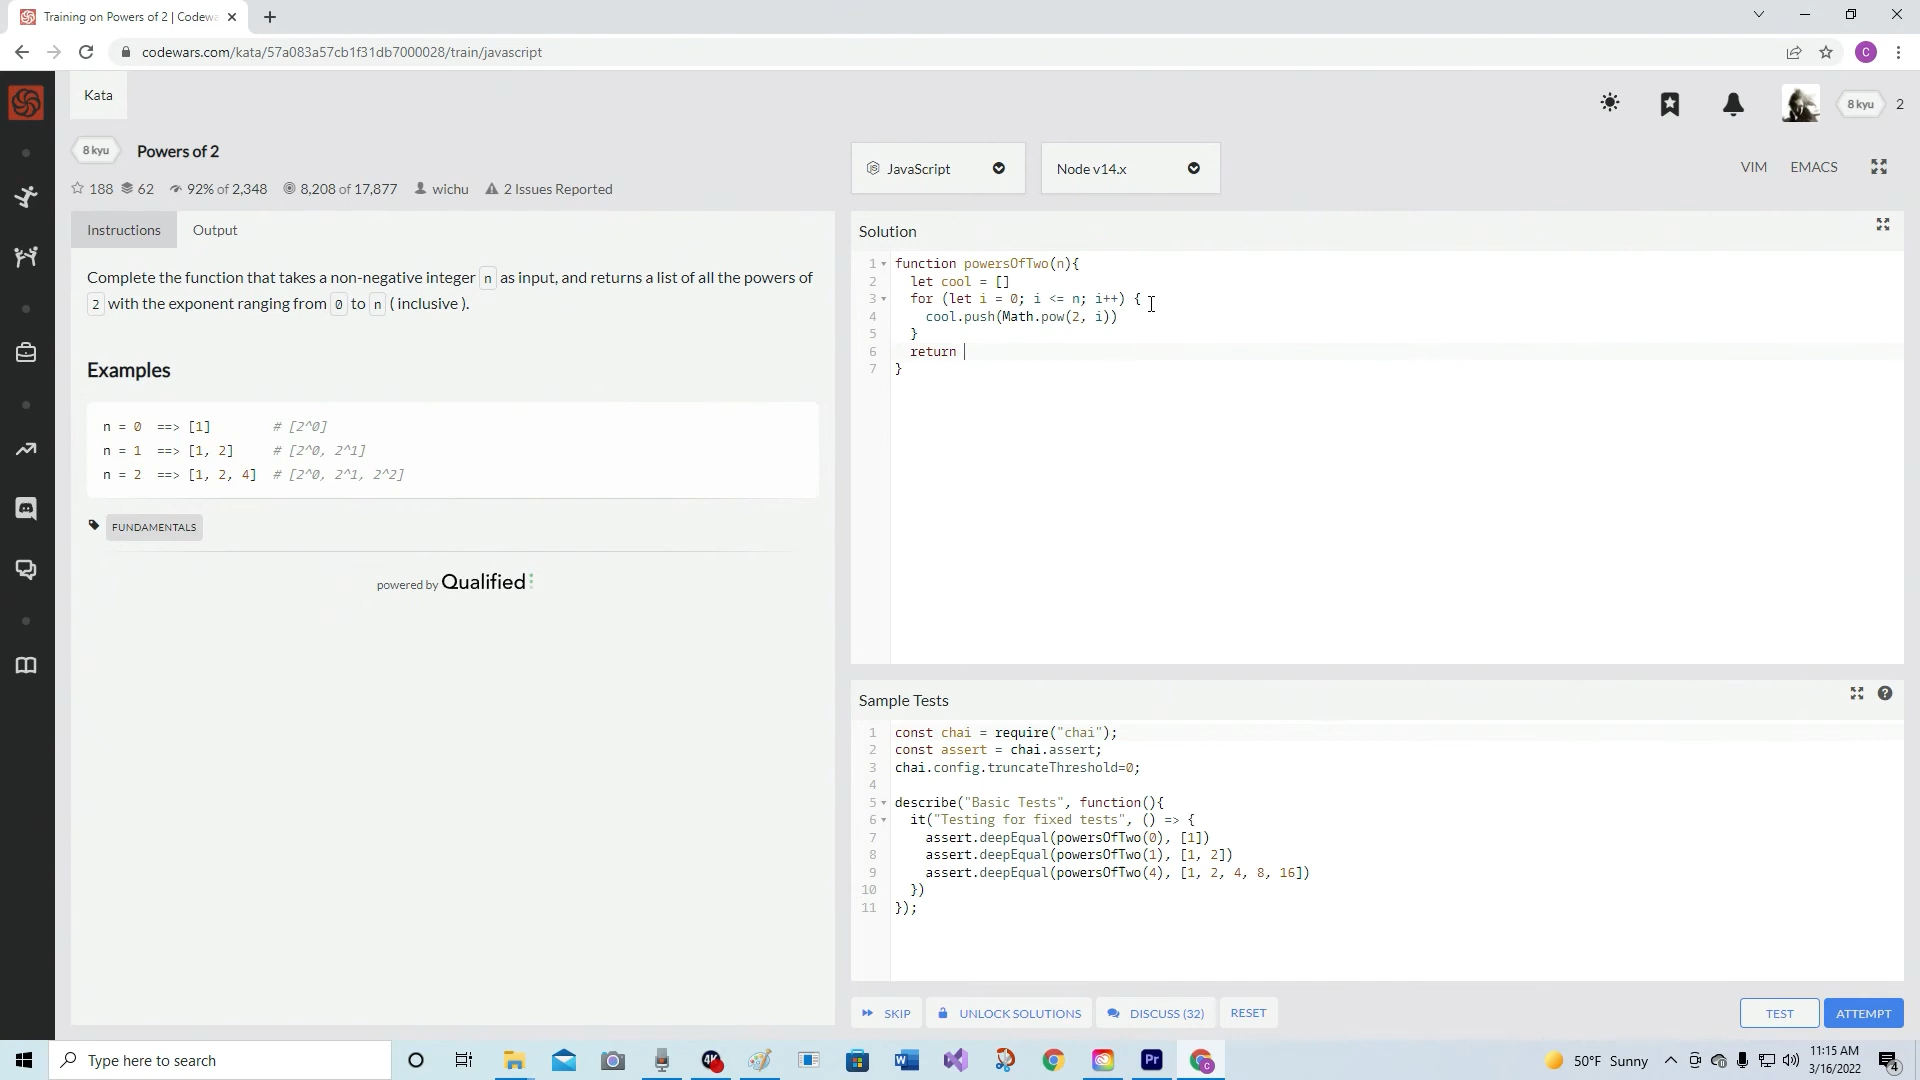 Training on Powers of 2 | Codewa
codewars.com/kata/57a083a57cb1f31db7000028/train/javascript
C
Kata
8 kyu
2
8 kyu
Powers of 2
188
62
92% of 2,348
8,208 of 17,877
wichu
2 Issues Reported
JavaScript
Node v14.x
VIM
EMACS
Instructions
Output
Complete the function that takes a non-negative integer n as input, and returns a list of all the powers of
2 with the exponent ranging from 0 to n ( inclusive ).
Examples
n = 0 ==> [1] # [2^0]
n = 1 ==> [1, 2] # [2^0, 2^1]
n = 2 ==> [1, 2, 4] # [2^0, 2^1, 2^2]
FUNDAMENTALS
powered by Qualified
Solution
1 function powersOfTwo(n){
2 let cool = []
3 for (let i = 0; i <= n; i++) {
4 cool.push(Math.pow(2, i))
5 }
6 return
7 }
Sample Tests
1 const chai = require("chai");
2 const assert = chai.assert;
3 chai.config.truncateThreshold=0;
4
5 describe("Basic Tests", function(){
6 it("Testing for fixed tests", () => {
7 assert.deepEqual(powersOfTwo(0), [1])
8 assert.deepEqual(powersOfTwo(1), [1, 2])
9 assert.deepEqual(powersOfTwo(4), [1, 2, 4, 8, 16])
10 })
11 });
SKIP
UNLOCK SOLUTIONS
DISCUSS (32)
RESET
TEST
ATTEMPT
Type here to search
4K
W
Pr
C
50°F Sunny
11:15 AM
3/16/2022
4